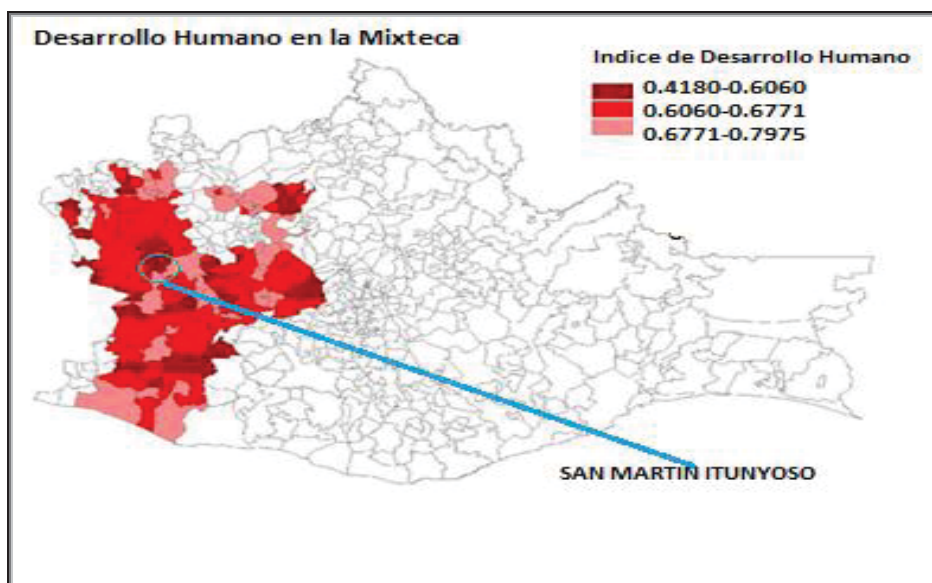 Desarrollo Humano en la Mixteca
Indice de Desarrollo Humano
0.4180-0.6060
0.6060-0.6771
0.6771-0.7975
SAN MARTIN ITUNYOSO